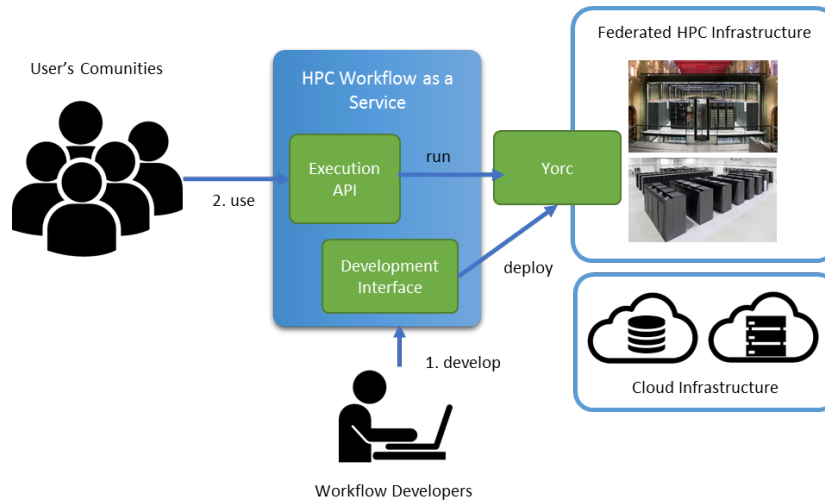 User's Comunities
HPC Workflow as a
Service
Federated HPC Infrastructure
Execution
API
run
Yorc
2. use
Development
Interface
deploy
1. develop
Cloud Infrastructure
Workflow Developers